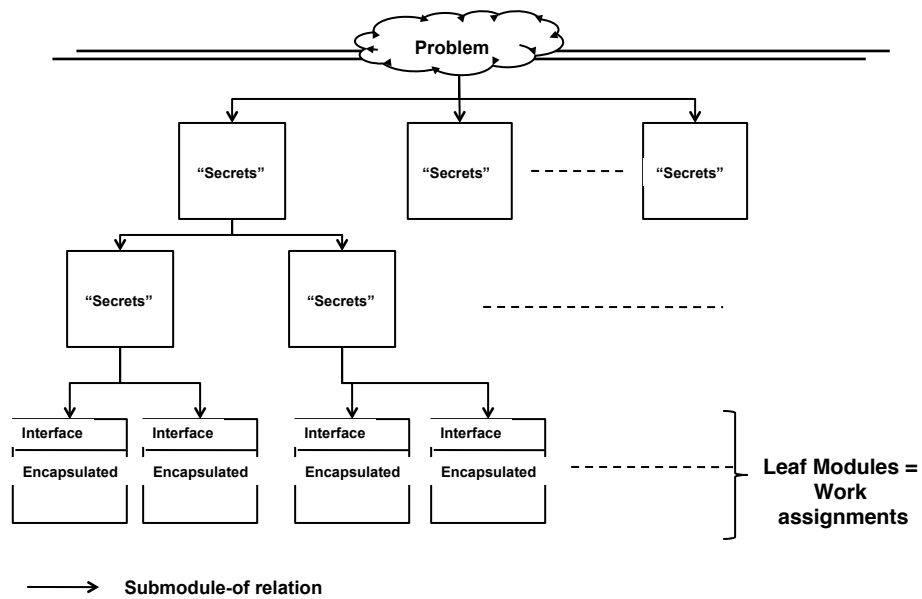 Problem
“Secrets”
“Secrets”
“Secrets”
“Secrets”
“Secrets”
Interface
Interface
Interface
Interface
Encapsulated
Encapsulated
Encapsulated
Encapsulated
Leaf Modules =
Work
assignments
Submodule-of relation